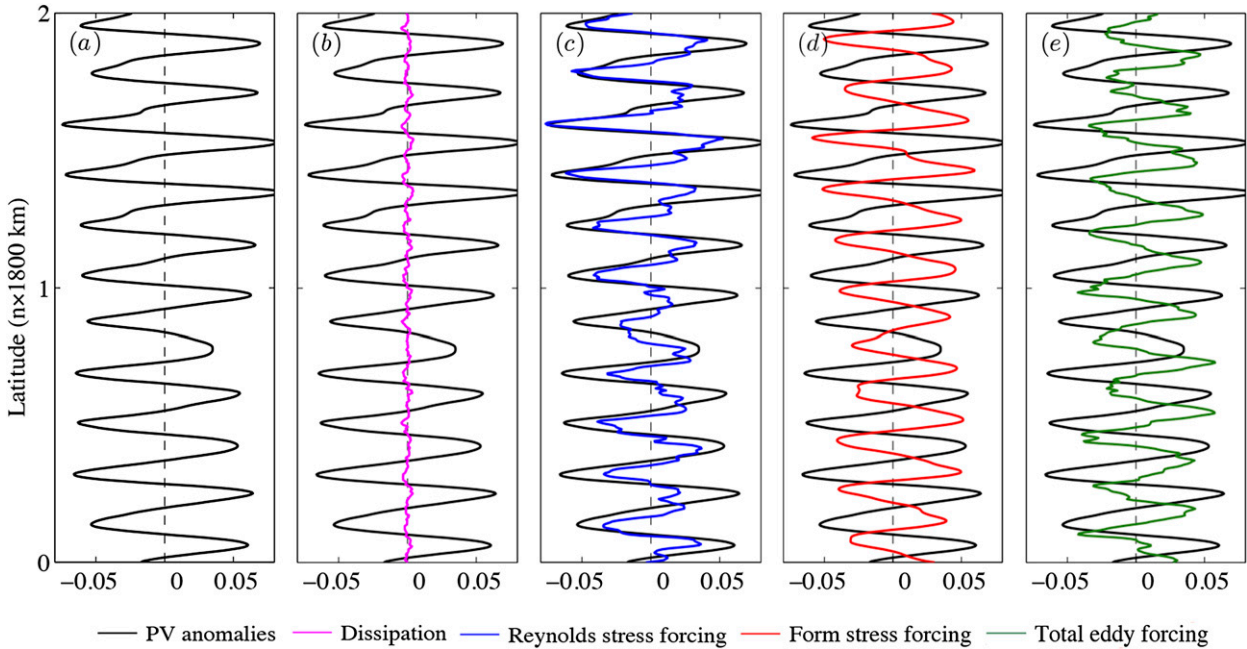 2
(a)
(b)
(c)
(d)
(e)
Latitude (n×1800 km)
1
0
−0.05 0 0.05 −0.05 0 0.05 −0.05 0 0.05 −0.05 0 0.05 −0.05 0 0.05
PV anomalies Dissipation Reynolds stress forcing Form stress forcing Total eddy forcing